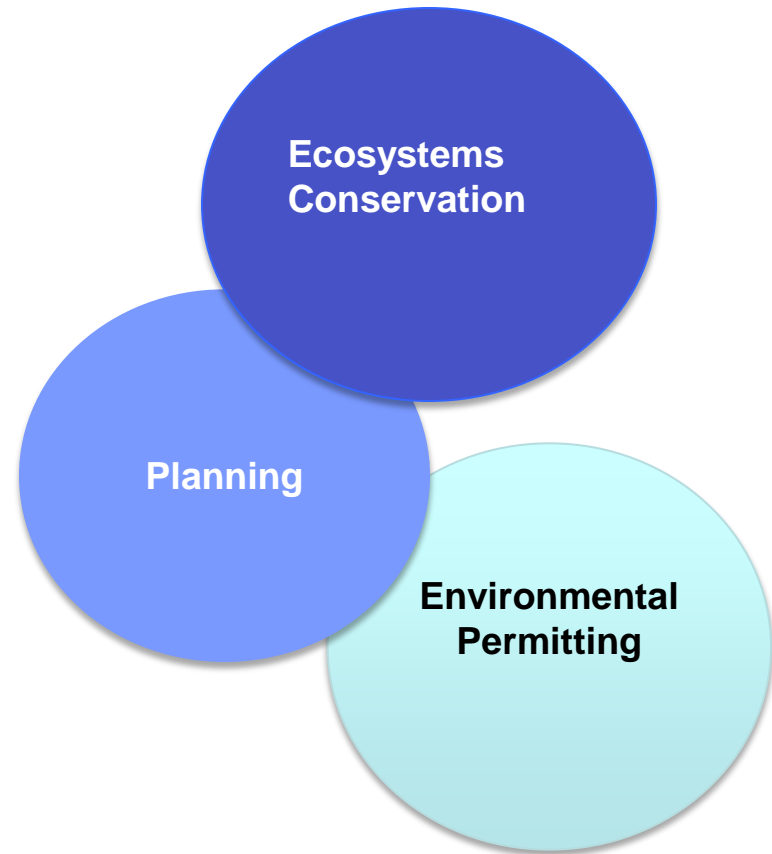 Ecosystems
Conservation
Planning
Environmental
Permitting